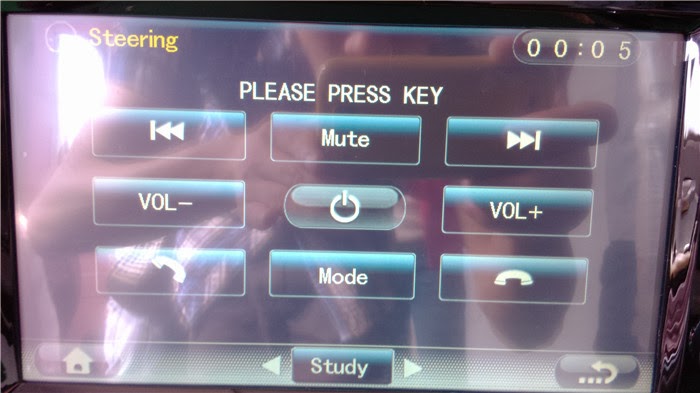 Steering
00:05
PLEASE PRESS KEY
Mute
VOL-
VOL+
Mode
Study